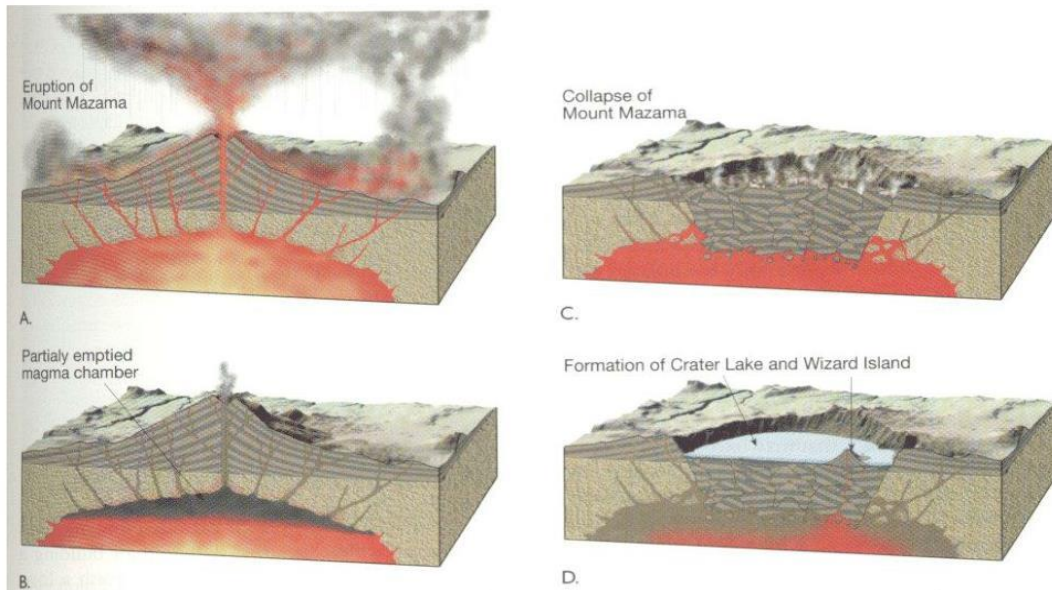 Eruption of
Mount Mazama
A.
Partialy emptied
magma chamber
B.
Collapse of
Mount Mazama
C.
Formation of Crater Lake and Wizard Island
D.